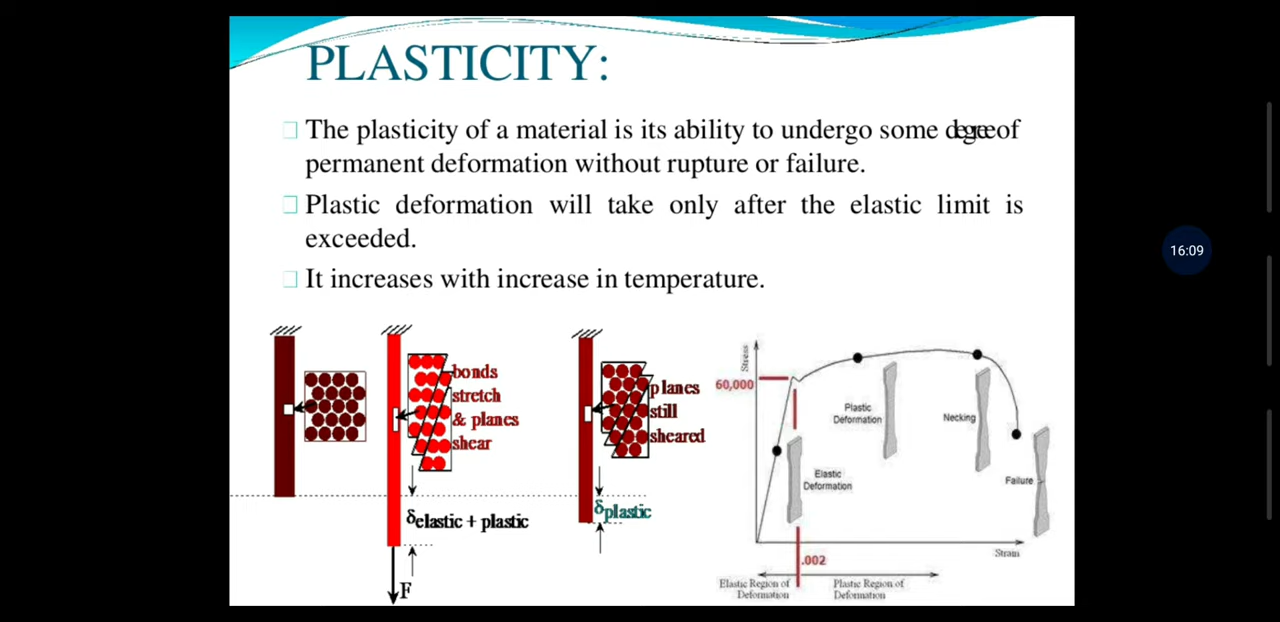 PLASTICITY:
The plasticity of a material is its ability to undergo some degree of
permanent deformation without rupture or failure.
Plastic deformation will take only after the elastic limit is
exceeded.
It increases with increase in temperature.
bonds
stretch
& planes
shear
δelastic + plastic
F
planes
still
sheared
δplastic
Stress
60,000
Plastic
Deformation
Necking
Elastic
Deformation
Failure
.002
Strain
Elastic Region of
Deformation
Plastic Region of
Deformation
16:09